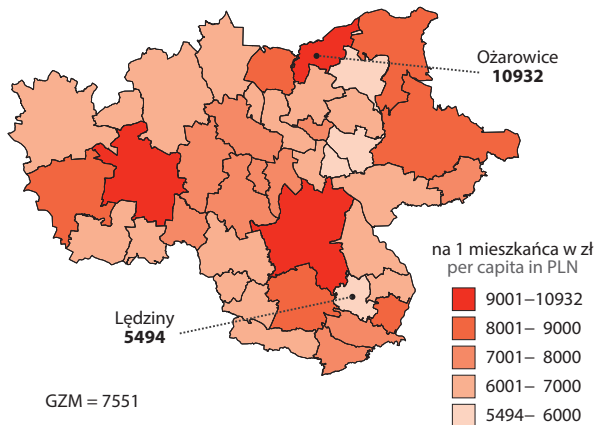 Ożarowice
10932
na 1 mieszkańca w zł
per capita in PLN
9001–10932
8001– 9000
7001– 8000
6001– 7000
5494– 6000
Lędziny
5494
GZM = 7551